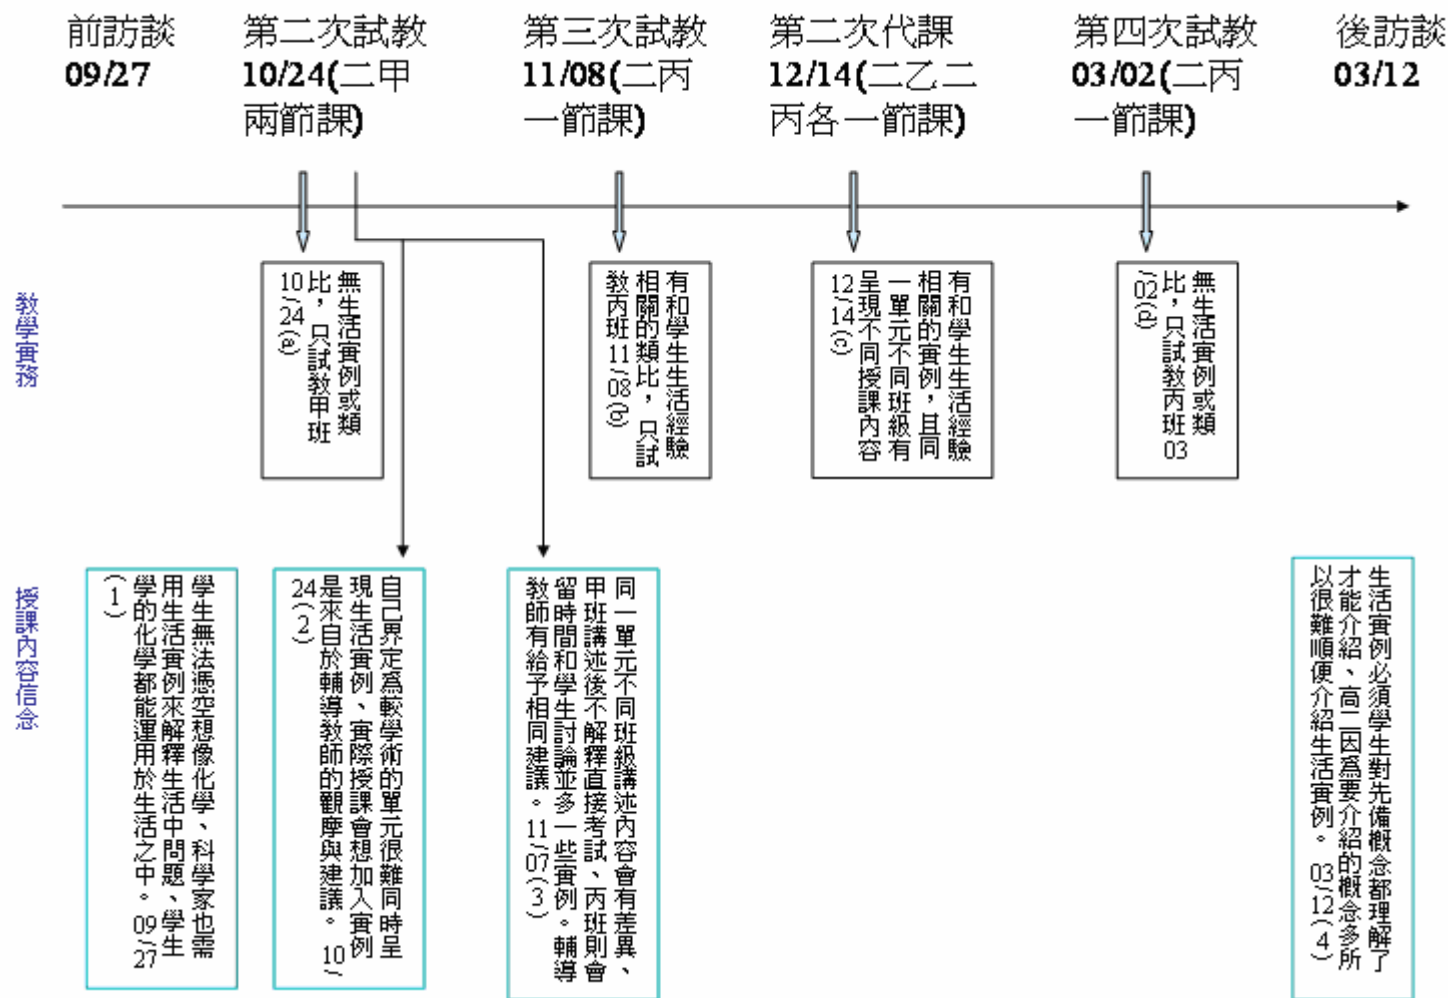 前訪談
09/27
第二次試教
10/24(二甲
兩節課)
第三次試教
11/08(二丙
一節課)
第二次代課
12/14(二乙二
丙各一節課)
第四次試教
03/02(二丙
一節課)
後訪談
03/12
教學實務
無生活實例或類
比，只試教甲班
10/24(a)
有和學生生活經驗
相關的類比，只試
教丙班11/08(b)
有和學生生活經驗
相關的實例，且同
一單元不同班級有
呈現不同授課內容
12/14(c)
無生活實例或類
比，只試教丙班03
/02(d)
授課內容信念
學生無法憑空想像化學、科學家也需
用生活實例來解釋生活中問題、學生
學的化學都能運用於生活之中。09/27
(1)
自己界定為較學術的單元很難同時呈
現生活實例、實際授課會想加入實例
是來自於輔導教師的觀摩與建議。10/
24(2)
同一單元不同班級講述內容會有差異、
甲班講述後不解釋直接考試、丙班則會
留時間和學生討論並多一些實例。輔導
教師有給予相同建議。11/07(3)
生活實例必須學生對先備概念都理解了
才能介紹、高二因為要介紹的概念多所
以很難順便介紹生活實例。03/12(4)